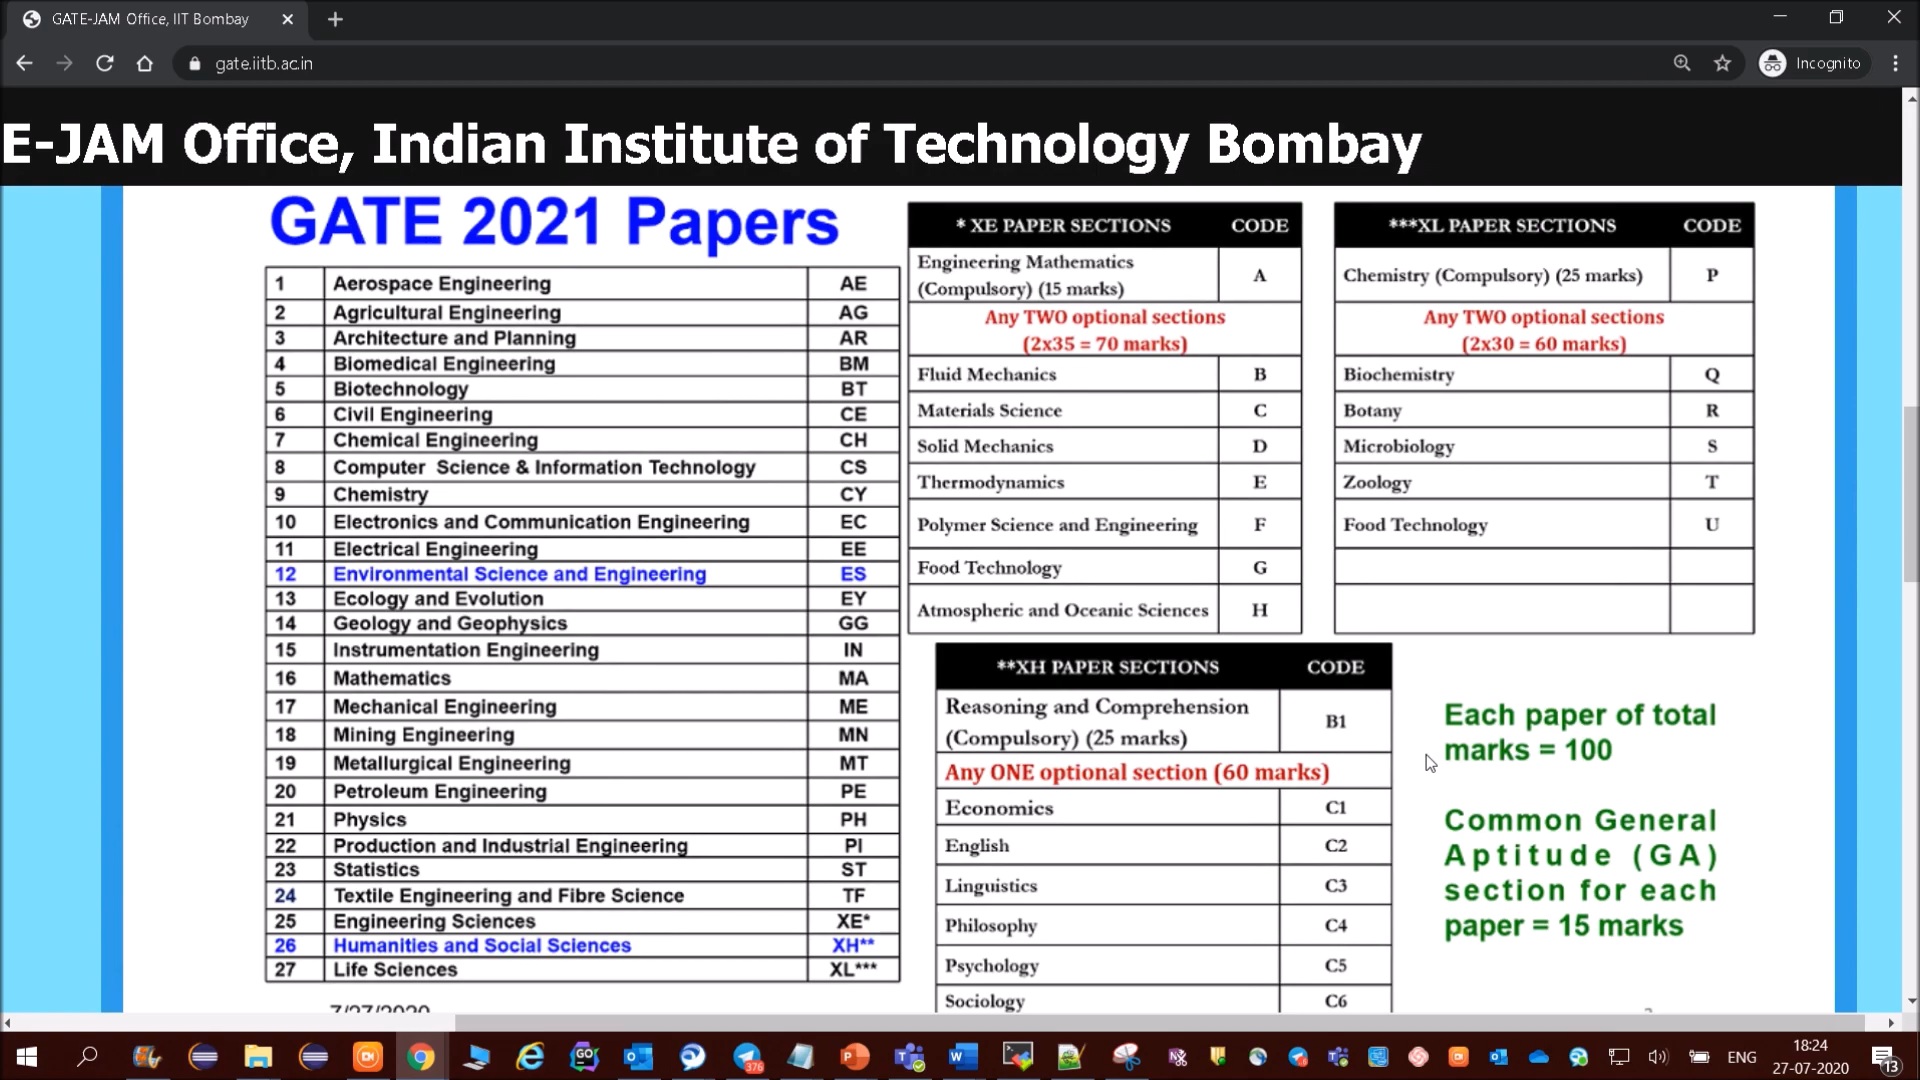 GATE-JAM Office, IIT Bombay
gate.iitb.ac.in
Incognito
E-JAM Office, Indian Institute of Technology Bombay
GATE 2021 Papers
1 Aerospace Engineering AE
2 Agricultural Engineering AG
3 Architecture and Planning AR
4 Biomedical Engineering BM
5 Biotechnology BT
6 Civil Engineering CE
7 Chemical Engineering CH
8 Computer Science & Information Technology CS
9 Chemistry CY
10 Electronics and Communication Engineering EC
11 Electrical Engineering EE
12 Environmental Science and Engineering ES
13 Ecology and Evolution EY
14 Geology and Geophysics GG
15 Instrumentation Engineering IN
16 Mathematics MA
17 Mechanical Engineering ME
18 Mining Engineering MN
19 Metallurgical Engineering MT
20 Petroleum Engineering PE
21 Physics PH
22 Production and Industrial Engineering PI
23 Statistics ST
24 Textile Engineering and Fibre Science TF
25 Engineering Sciences XE*
26 Humanities and Social Sciences XH**
27 Life Sciences XL***
7/27/2020
* XE PAPER SECTIONS CODE
Engineering Mathematics
(Compulsory) (15 marks) A
Any TWO optional sections
(2x35 = 70 marks)
Fluid Mechanics B
Materials Science C
Solid Mechanics D
Thermodynamics E
Polymer Science and Engineering F
Food Technology G
Atmospheric and Oceanic Sciences H
***XL PAPER SECTIONS CODE
Chemistry (Compulsory) (25 marks) P
Any TWO optional sections
(2x30 = 60 marks)
Biochemistry Q
Botany R
Microbiology S
Zoology T
Food Technology U
**XH PAPER SECTIONS CODE
Reasoning and Comprehension
(Compulsory) (25 marks) B1
Any ONE optional section (60 marks)
Economics C1
English C2
Linguistics C3
Philosophy C4
Psychology C5
Sociology C6
Each paper of total
marks = 100
Common General
Aptitude (GA)
section for each
paper = 15 marks
376
GO
ENG
18:24
27-07-2020
13